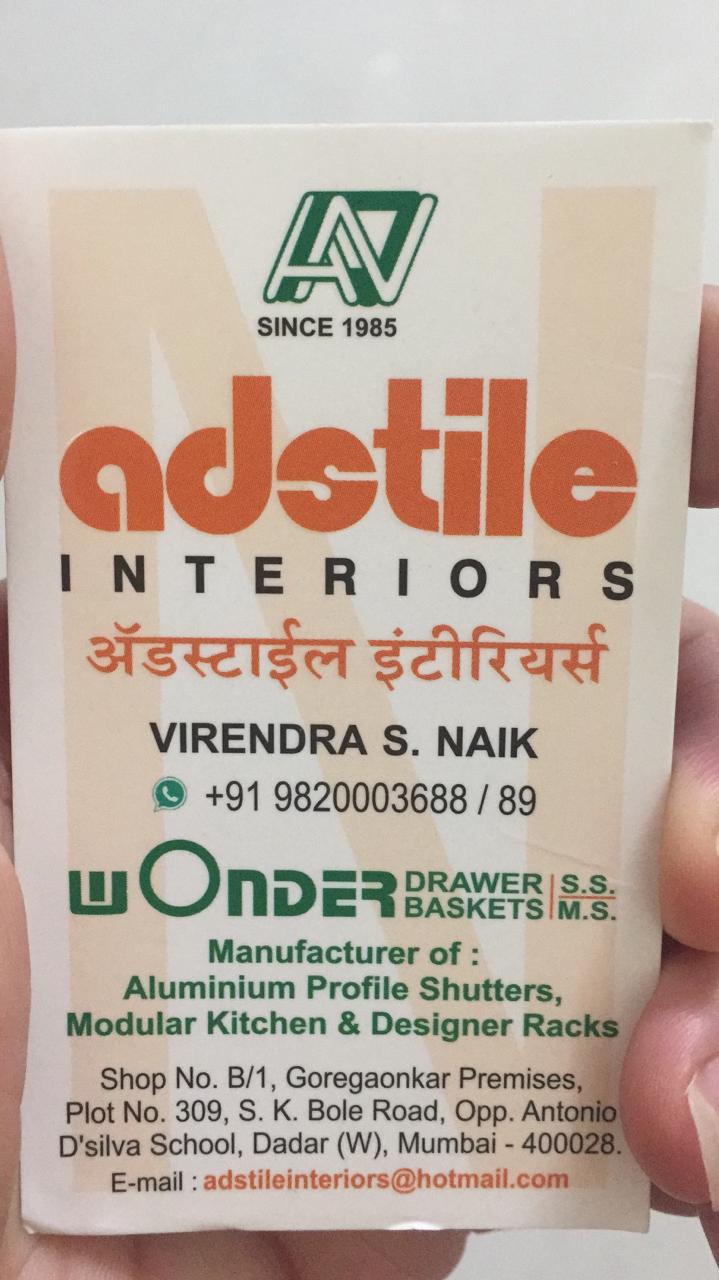 AN
SINCE 1985
adstile
INTERIORS
ॲडस्टाईल इंटीरियर्स
VIRENDRA S. NAIK
+91 9820003688 / 89
WONDER DRAWER BASKETS S.S. M.S.
Manufacturer of :
Aluminium Profile Shutters,
Modular Kitchen & Designer Racks
Shop No. B/1, Goregaonkar Premises,
Plot No. 309, S. K. Bole Road, Opp. Antonio
D'silva School, Dadar (W), Mumbai - 400028.
E-mail : adstileinteriors@hotmail.com